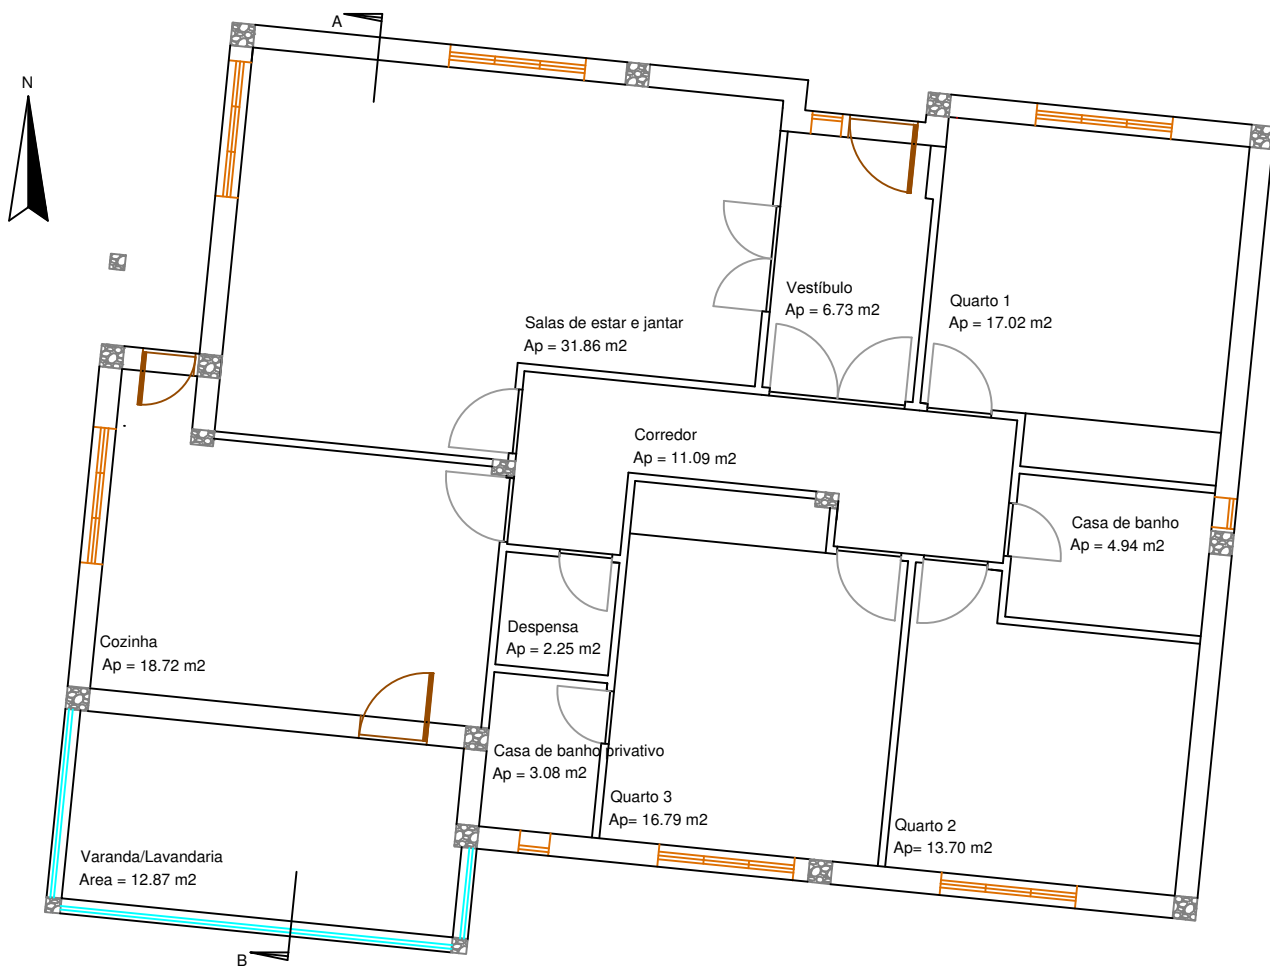 A
N
Vestíbulo
Ap = 6.73 m2
Quarto 1
Ap = 17.02 m2
Salas de estar e jantar
Ap = 31.86 m2
Corredor
Ap = 11.09 m2
Casa de banho
Ap = 4.94 m2
Despensa
Ap = 2.25 m2
Cozinha
Ap = 18.72 m2
Casa de banho privativo
Ap = 3.08 m2
Quarto 3
Ap= 16.79 m2
Quarto 2
Ap= 13.70 m2
Varanda/Lavandaria
Area = 12.87 m2
B